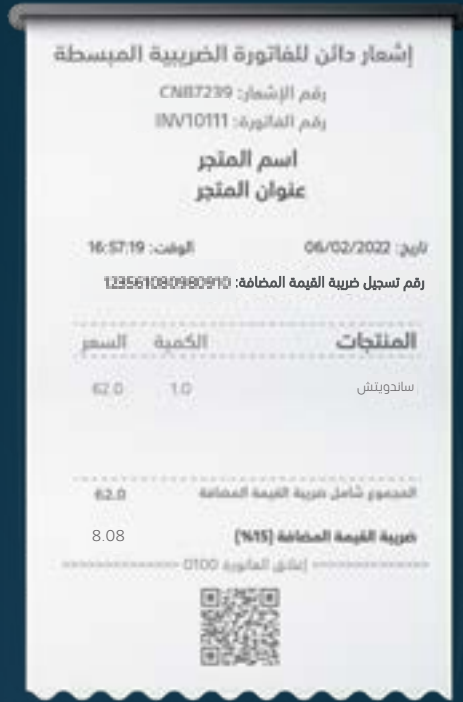 إشعار دائن للفاتورة الضريبية المبسطة
رقم الإشعار: CN87239
رقم الفاتورة: INV10111
اسم المتجر
عنوان المتجر
تاريخ: 06/02/2022 الوقت: 16:57:19
رقم تسجيل ضريبة القيمة المضافة: 123561080980910
المنتجات الكمية السعر
ساندويتش 1.0 62.0
المجموع شامل ضريبة القيمة المضافة 62.0
ضريبة القيمة المضافة (15%) 8.08
إغلاق الفاتورة 0100